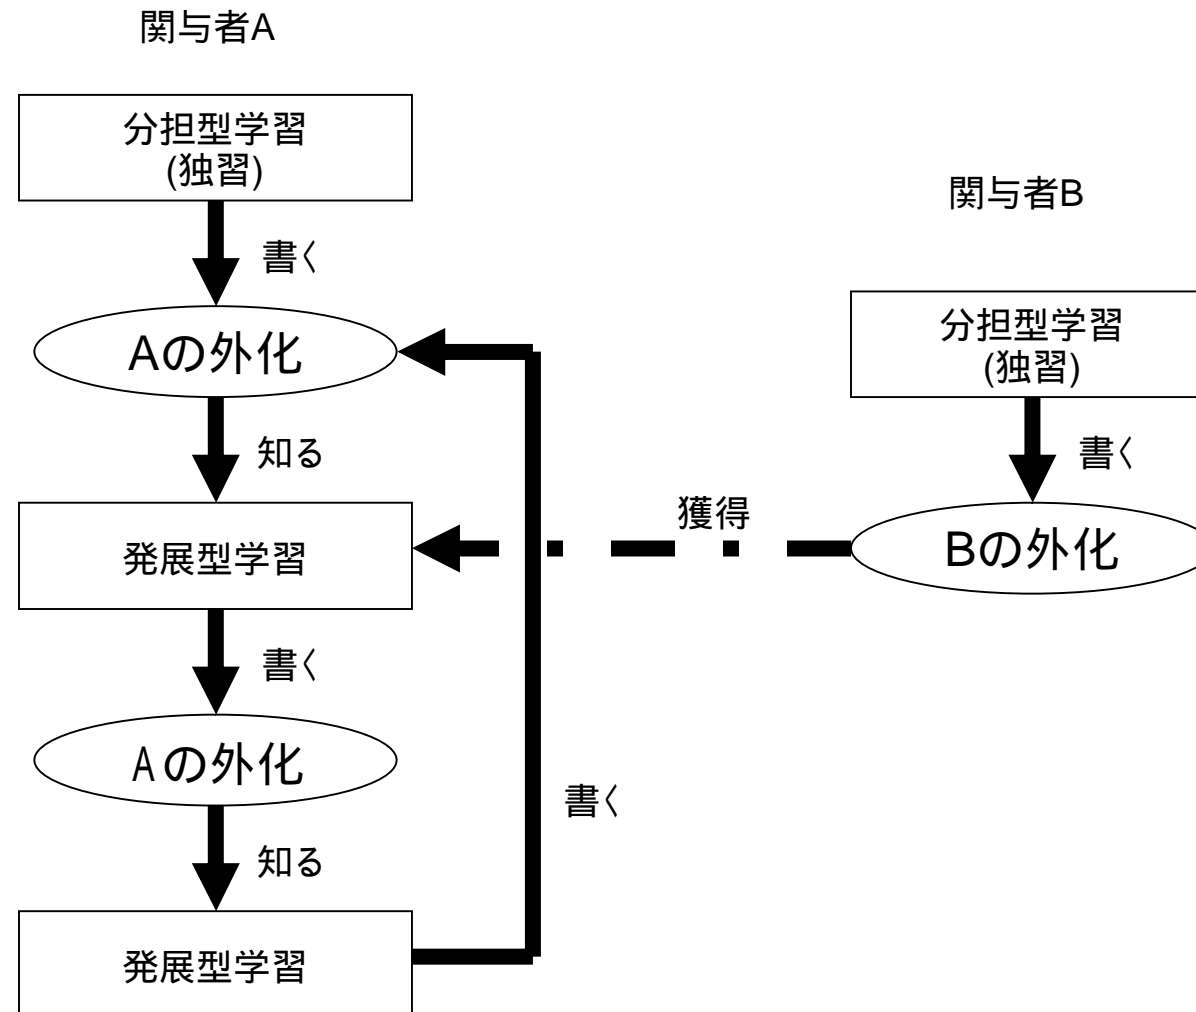 関与者A
分担型学習
(独習)
書く
Aの外化
知る
発展型学習
書く
Aの外化
知る
発展型学習
書く
獲得
関与者B
分担型学習
(独習)
書く
Bの外化